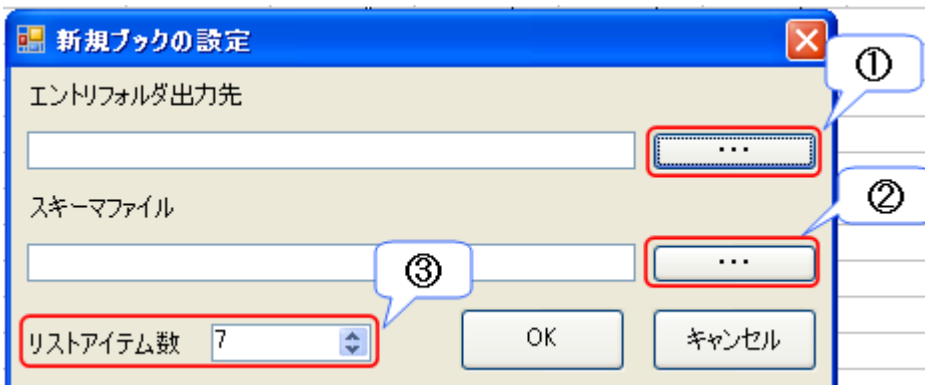 新規ブックの設定
①
エントリフォルダ出力先
...
②
スキーマファイル
...
③
リストアイテム数 7 OK キャンセル